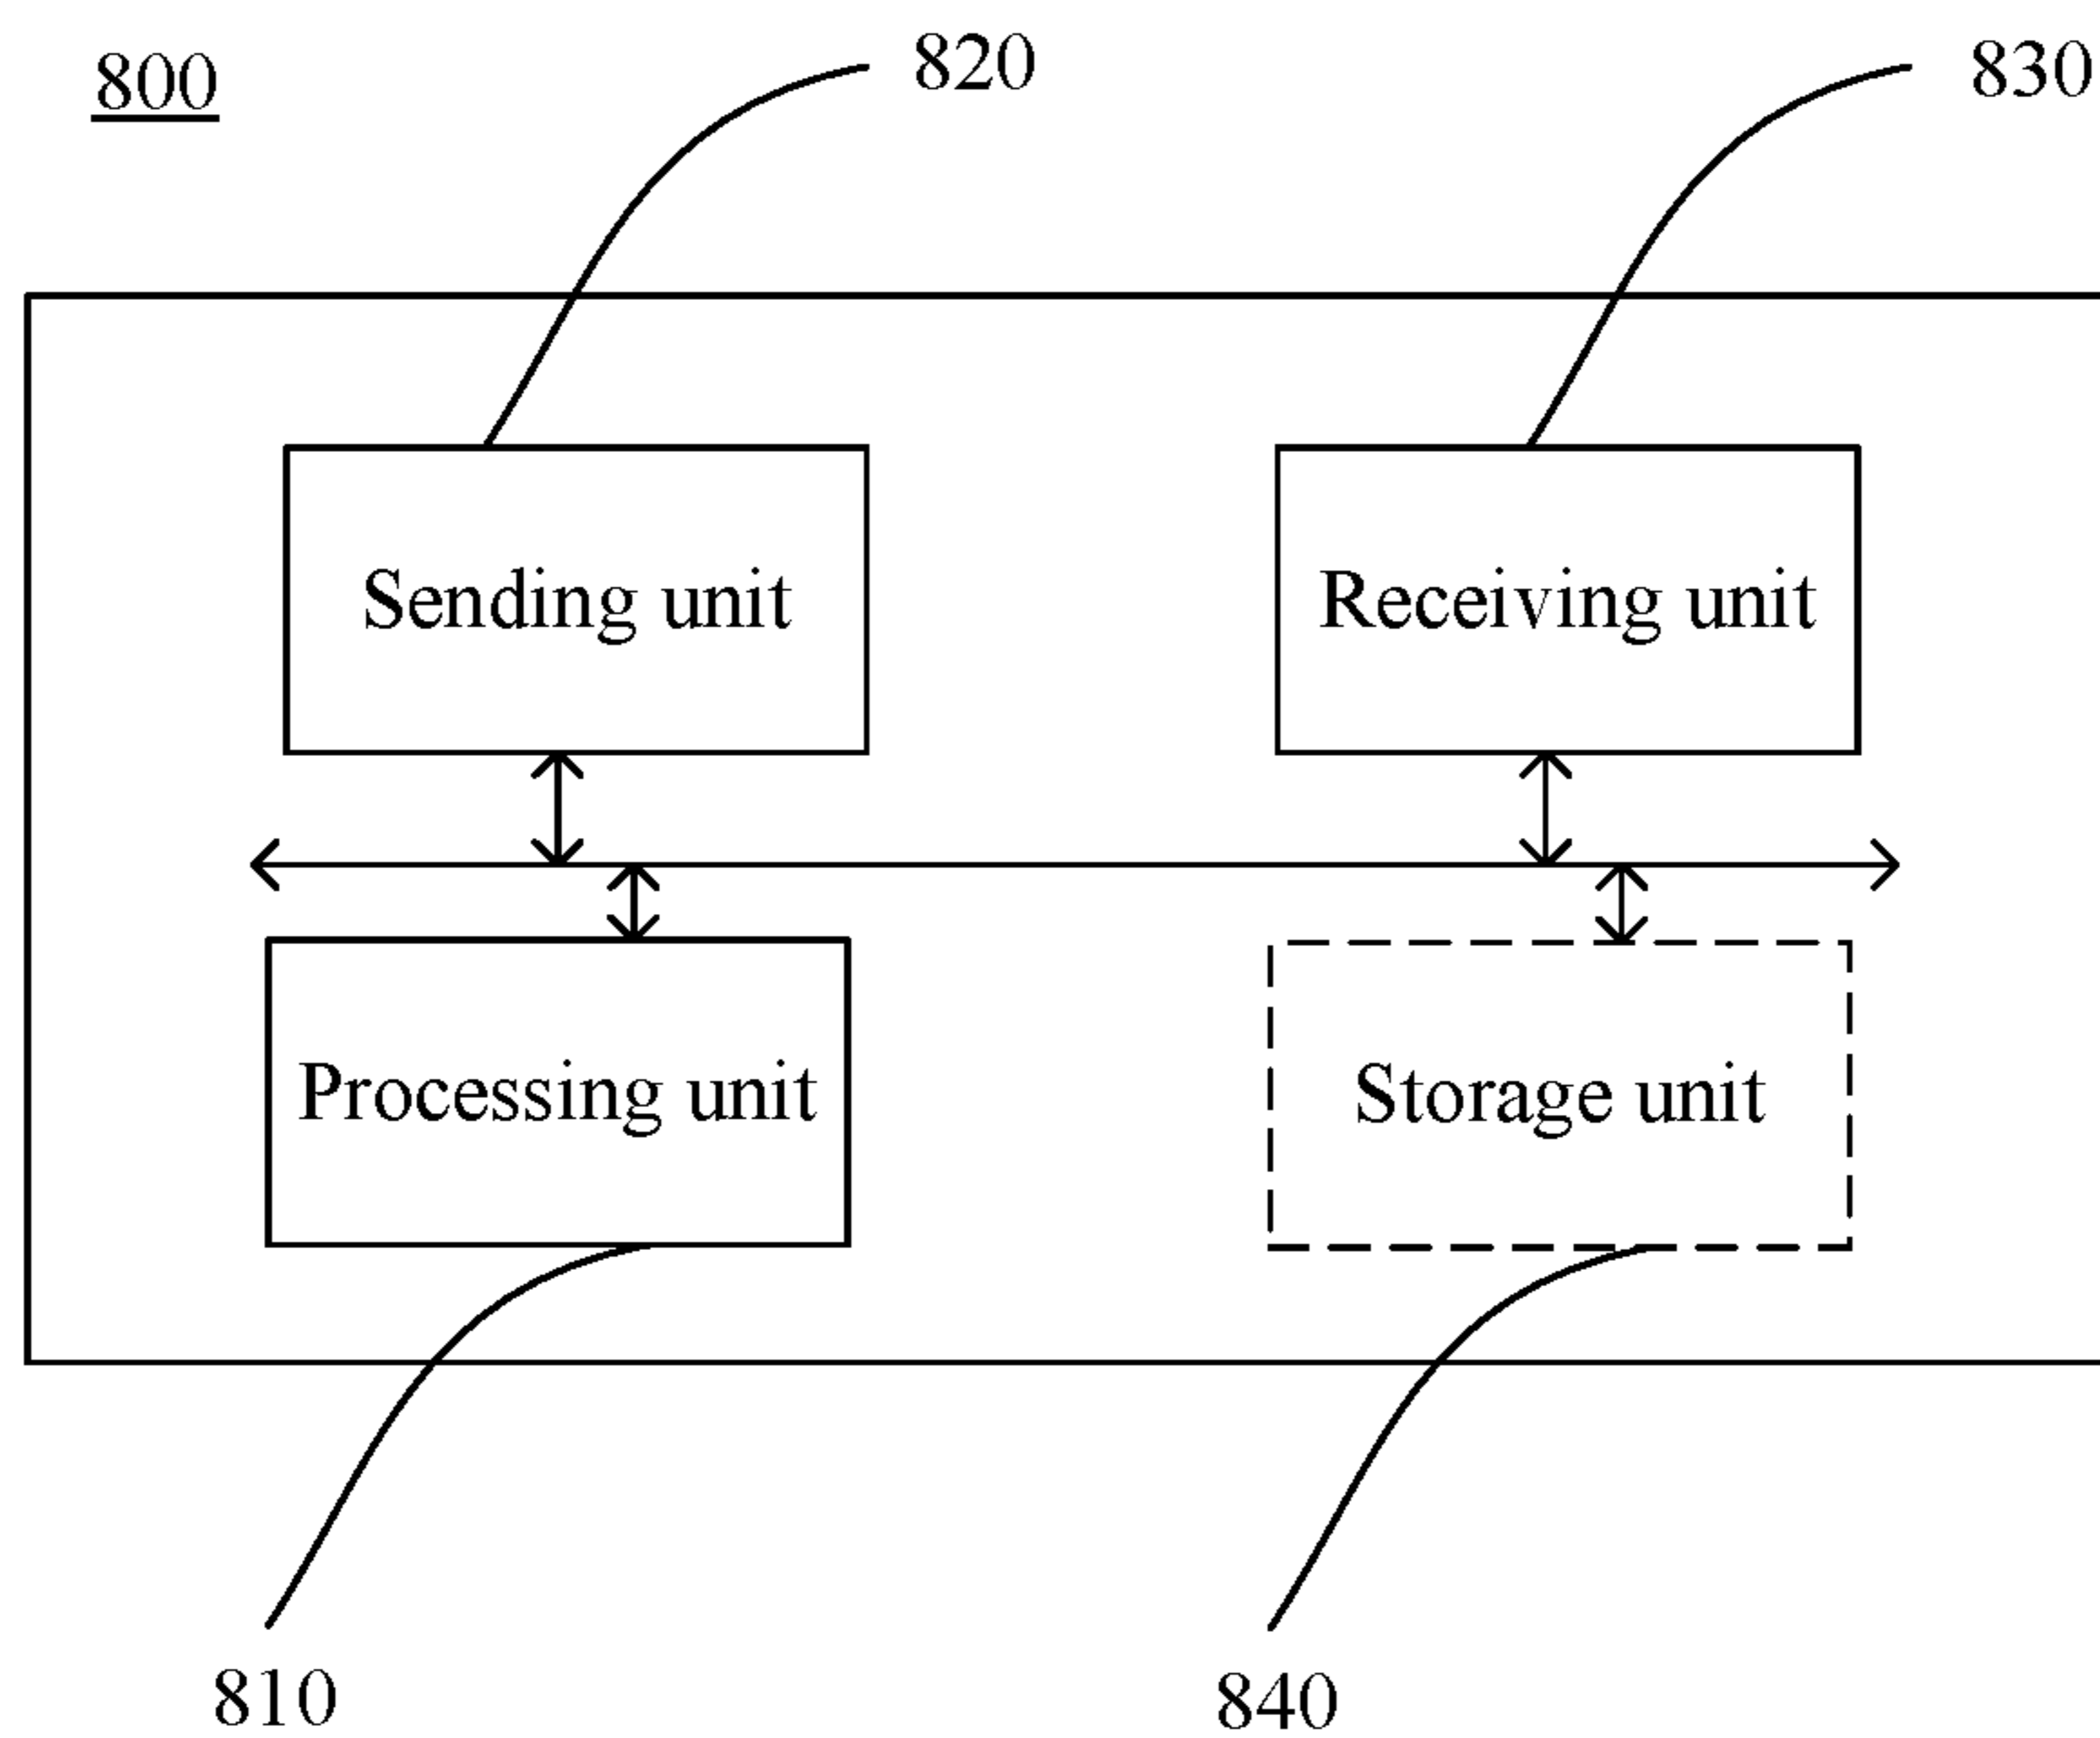 800
820
830
Sending unit
Receiving unit
Processing unit
Storage unit
810
840